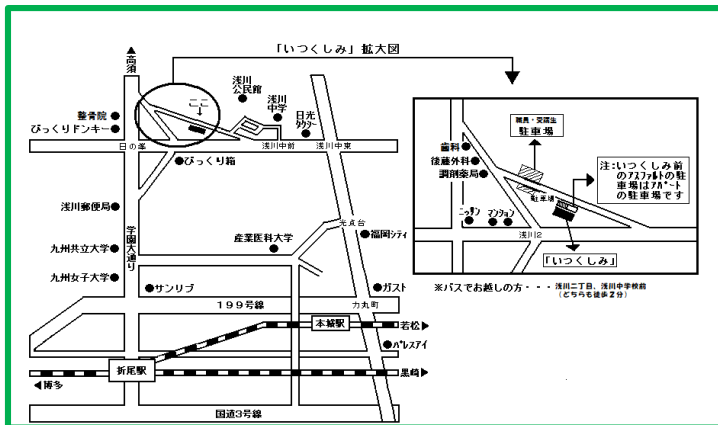 「いつくしみ」拡大図
▲高須
ここ
↓
浅川
公民館
浅川
中学
日光
タクシー
整骨院
びっくりドンキー
日の峯
浅川中前
浅川中東
びっくり箱
浅川郵便局
学園大通り
九州共立大学
九州女子大学
産業医科大学
光貞台
福岡シティ
サンリブ
ガスト
199号線
力丸町
本城駅
若松▶
パレスアイ
折尾駅
◀博多
黒崎▶
国道3号線
職員・受講生
駐車場
歯科
後藤外科
調剤薬局
駐車場
注:いつくしみ前
のアスファルトの駐
車場はアパート
の駐車場です
ニッサン
マンション
浅川2
「いつくしみ」
※バスでお越しの方・・・浅川二丁目、浅川中学校前
(どちらも徒歩2分)